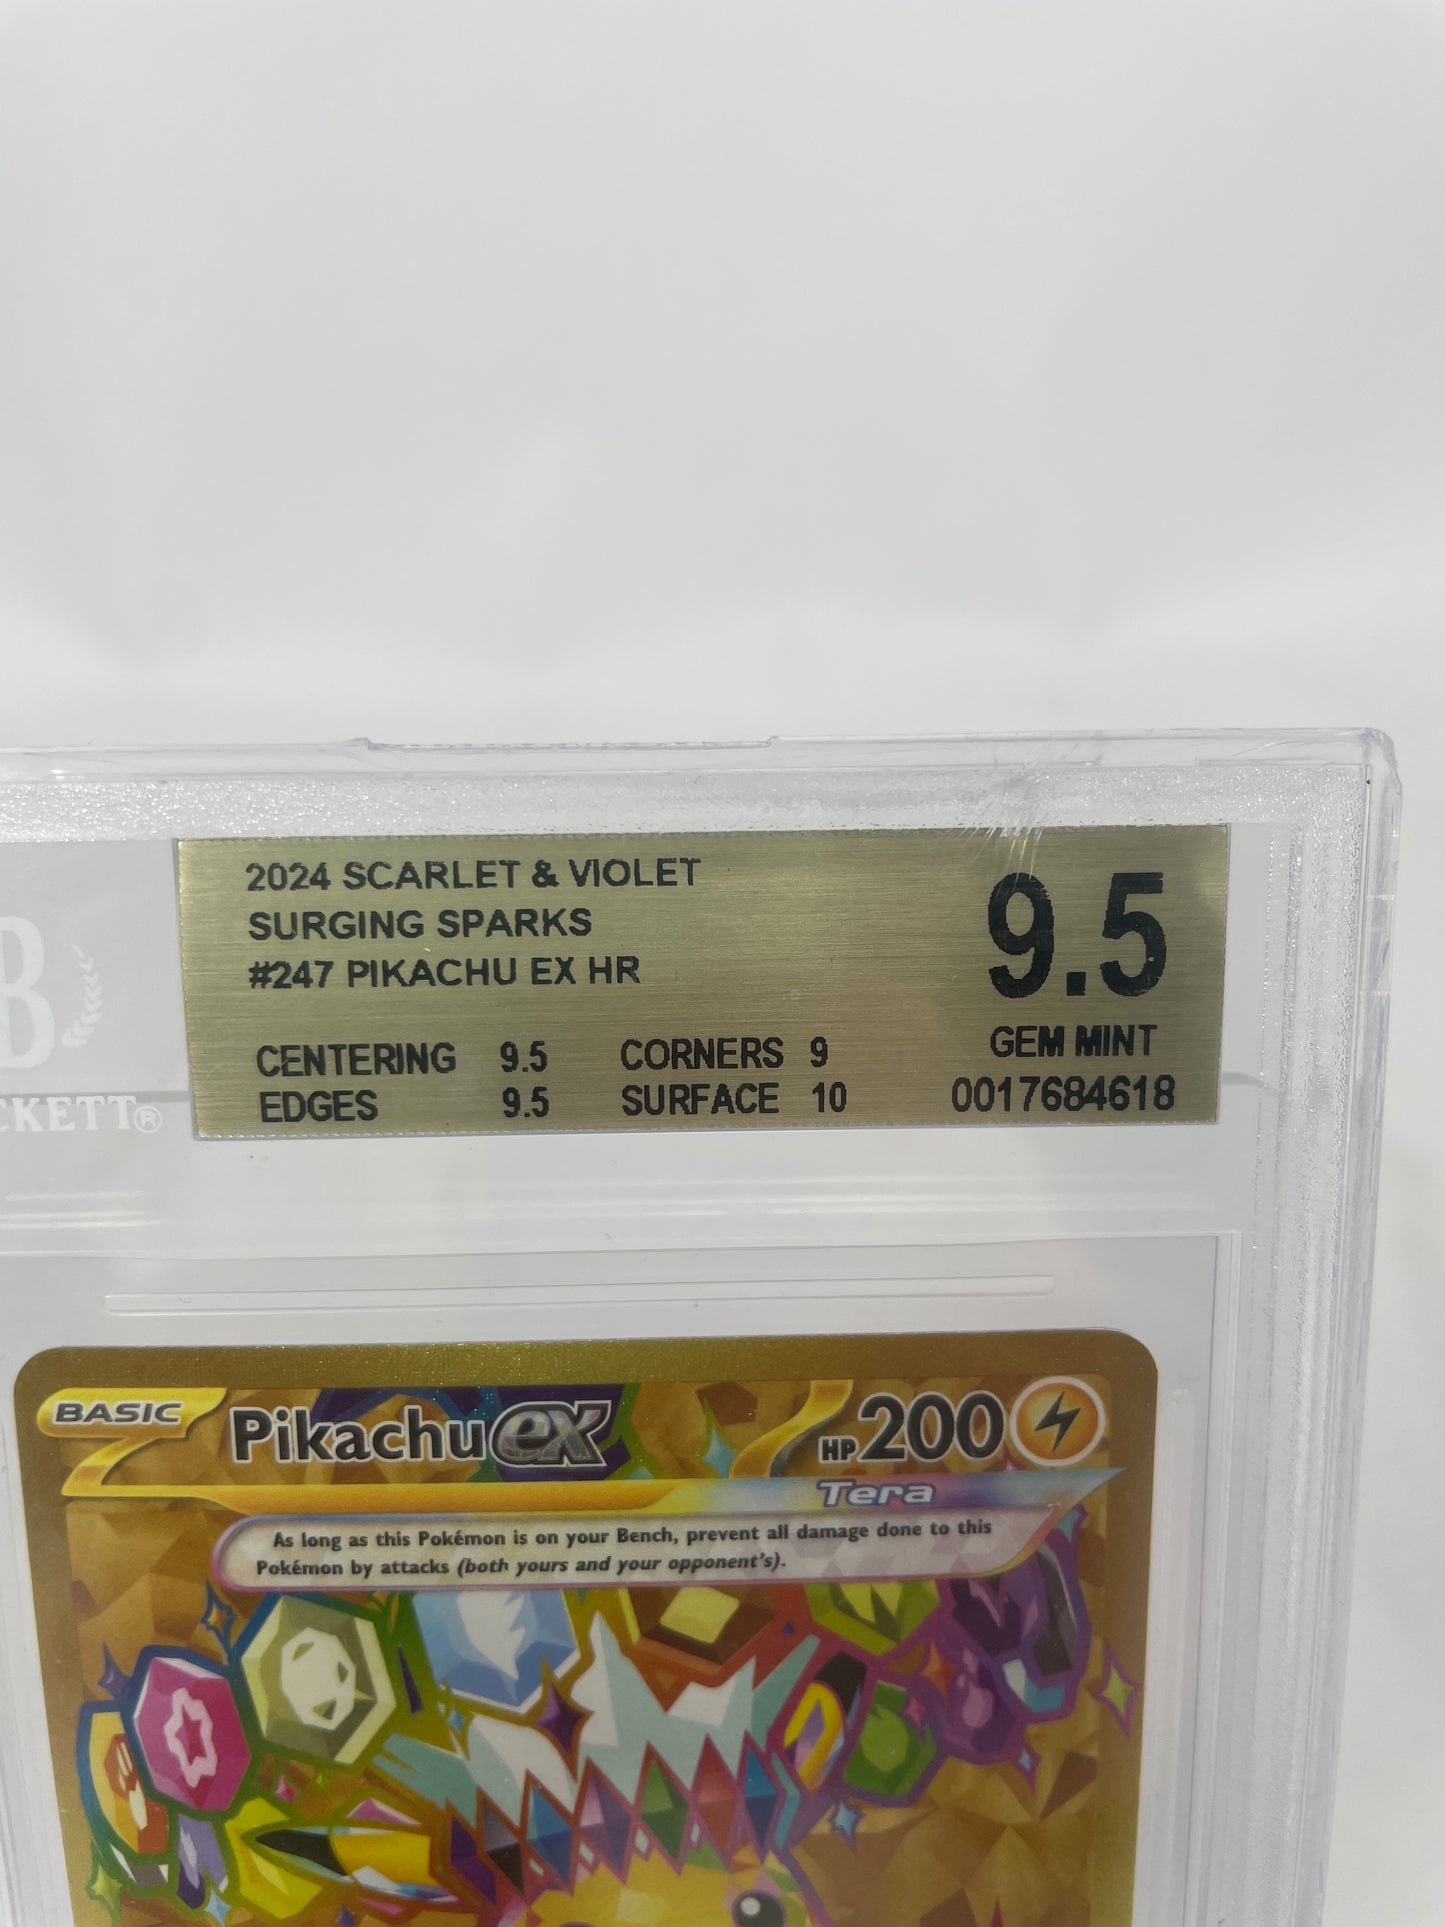 2024 SCARLET & VIOLET
SURGING SPARKS
#247 PIKACHU EX HR
9.5
GEM MINT
CENTERING 9.5 CORNERS 9
EDGES 9.5 SURFACE 10
0017684618
B
CKETT®
BASIC Pikachu ex HP 200
Tera
As long as this Pokémon is on your Bench, prevent all damage done to this
Pokémon by attacks (both yours and your opponent's).